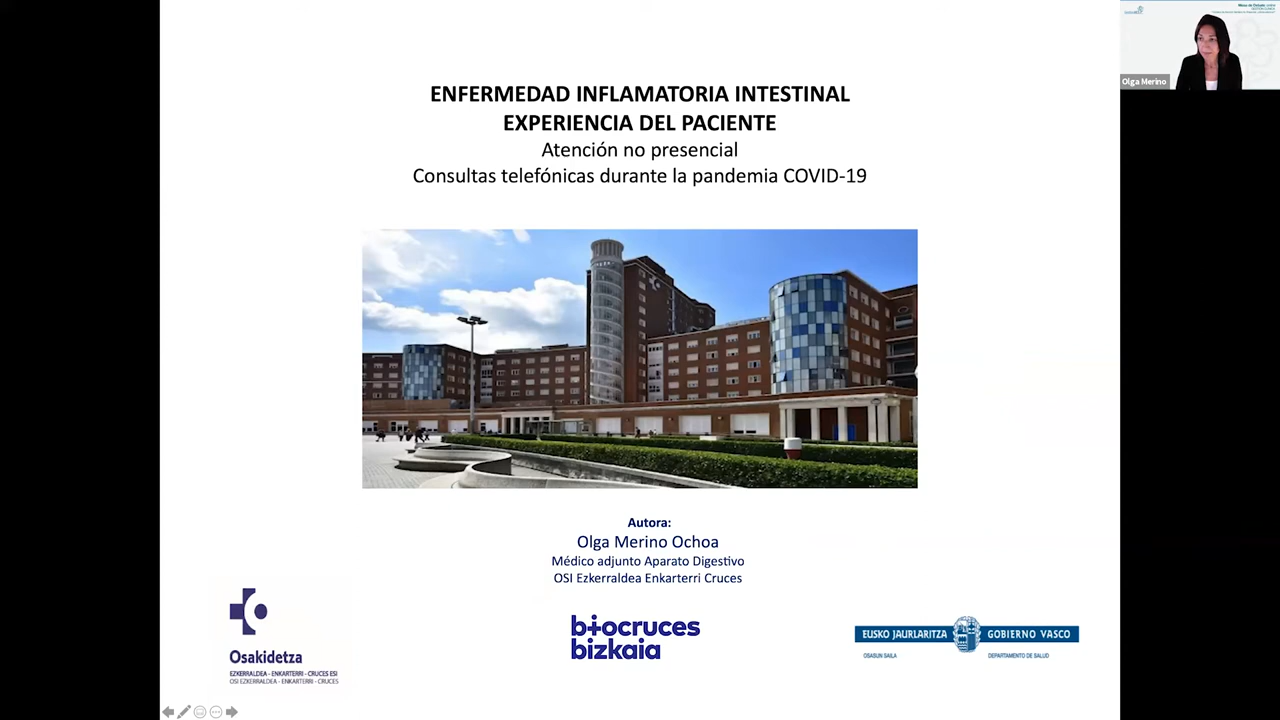 ENFERMEDAD INFLAMATORIA INTESTINAL
EXPERIENCIA DEL PACIENTE
Atención no presencial
Consultas telefónicas durante la pandemia COVID-19
Olga Merino
Autora:
Olga Merino Ochoa
Médico adjunto Aparato Digestivo
OSI Ezkerraldea Enkarterri Cruces
Osakidetza
EZKERRALDEA - ENKARTERRI - CRUCES ESI
OSI EZKERRALDEA - ENKARTERRI - CRUCES
biocruces
bizkaia
EUSKO JAURLARITZA GOBIERNO VASCO
OSASUN SAILA DEPARTAMENTO DE SALUD